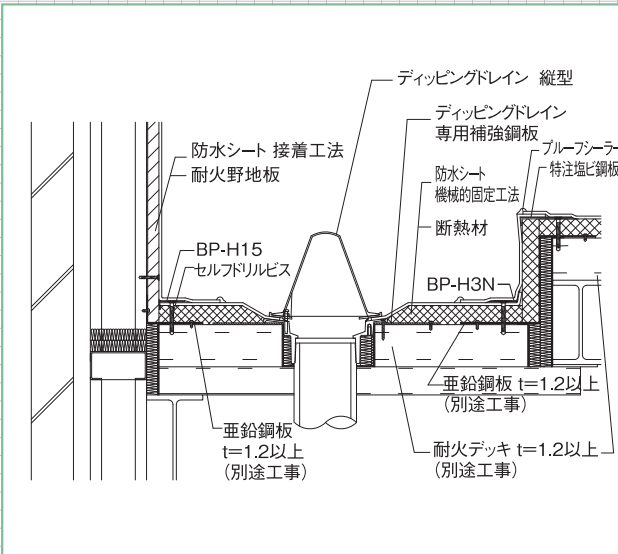 ディッピングドレイン 縦型
ディッピングドレイン
専用補強鋼板
プルーフシーラー
特注塩ビ鋼板
防水シート 接着工法
耐火野地板
防水シート
機械的固定工法
断熱材
BP-H15
セルフドリルビス
BP-H3N
亜鉛鋼板 t=1.2以上
(別途工事)
亜鉛鋼板
t=1.2以上
(別途工事)
耐火デッキ t=1.2以上
(別途工事)